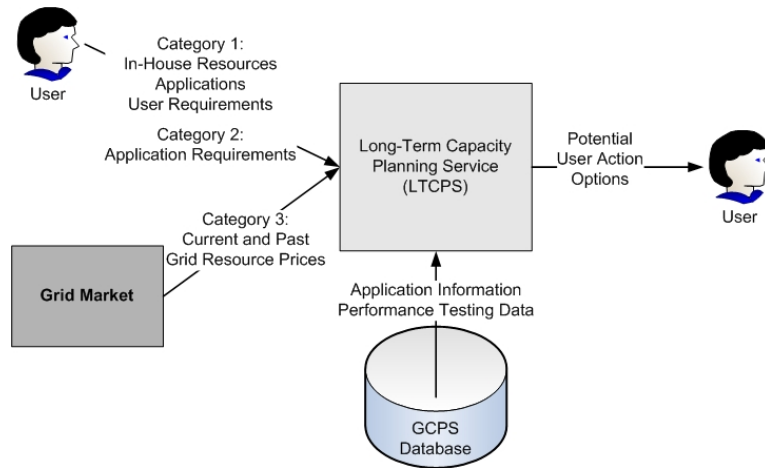 User
Category 1:
In-House Resources
Applications
User Requirements
Category 2:
Application Requirements
Category 3:
Current and Past
Grid Resource Prices
Grid Market
Long-Term Capacity
Planning Service
(LTCPS)
Potential
User Action
Options
User
Application Information
Performance Testing Data
GCPS
Database